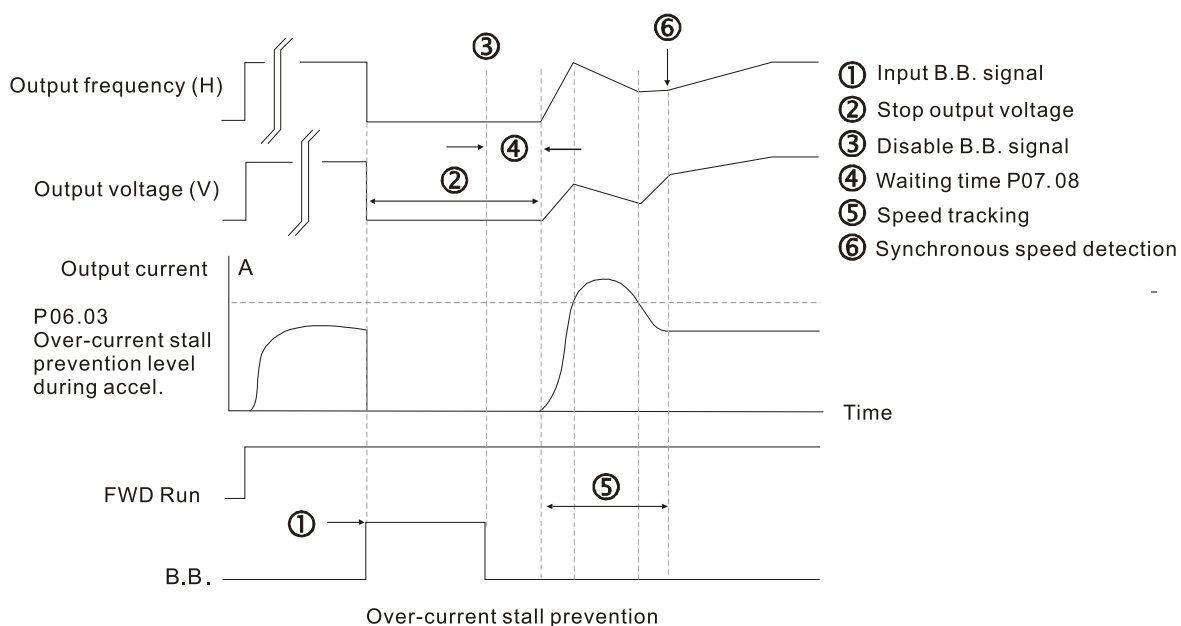 ⑥
③
Output frequency (H)
① Input B.B. signal
② Stop output voltage
③ Disable B.B. signal
④ Waiting time P07.08
⑤ Speed tracking
⑥ Synchronous speed detection
④
②
Output voltage (V)
Output current A
P06.03
Over-current stall
prevention level
during accel.
Time
FWD Run
⑤
①
B.B.
Over-current stall prevention